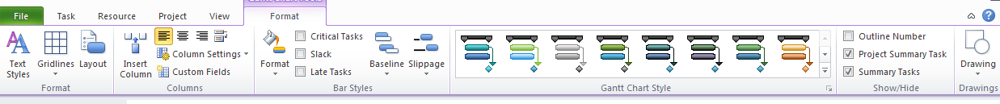 File Task Resource Project View Format
Text Styles
Gridlines
Layout
Format
Insert Column
Column Settings
Custom Fields
Columns
Format
Critical Tasks
Slack
Late Tasks
Baseline
Slippage
Bar Styles
Gantt Chart Style
Outline Number
Project Summary Task
Summary Tasks
Show/Hide
Drawing
Drawings